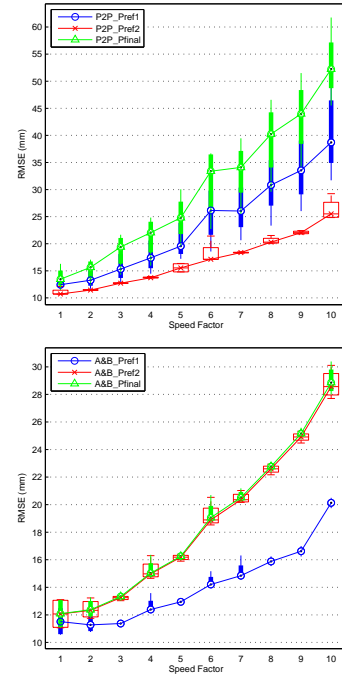 P2P_Pref1
P2P_Pref2
P2P_Pfinal
60
55
50
45
40
35
30
25
20
15
10
RMSE (mm)
1 2 3 4 5 6 7 8 9 10
Speed Factor
A&B_Pref1
A&B_Pref2
A&B_Pfinal
30
28
26
24
22
20
18
16
14
12
10
RMSE (mm)
1 2 3 4 5 6 7 8 9 10
Speed Factor